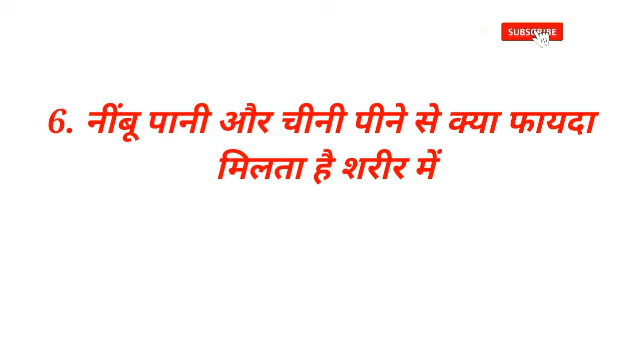 SUBSCRIBE
6. नींबू पानी और चीनी पीने से क्या फायदा
मिलता है शरीर में